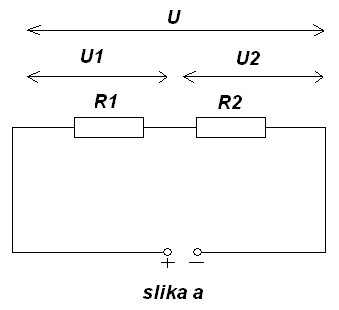 U
U1 U2
R1 R2
+ −
slika a